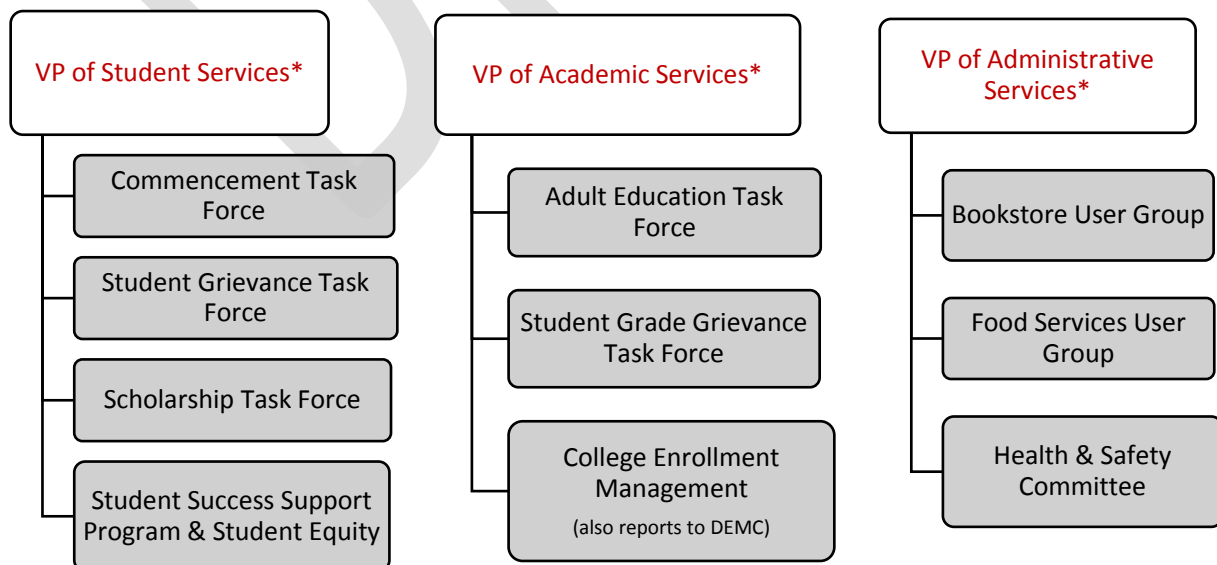 VP of Student Services*
Commencement Task
Force
Student Grievance Task
Force
Scholarship Task Force
Student Success Support
Program & Student Equity
VP of Academic Services*
Adult Education Task
Force
Student Grade Grievance
Task Force
College Enrollment
Management
(also reports to DEMC)
VP of Administrative
Services*
Bookstore User Group
Food Services User
Group
Health & Safety
Committee